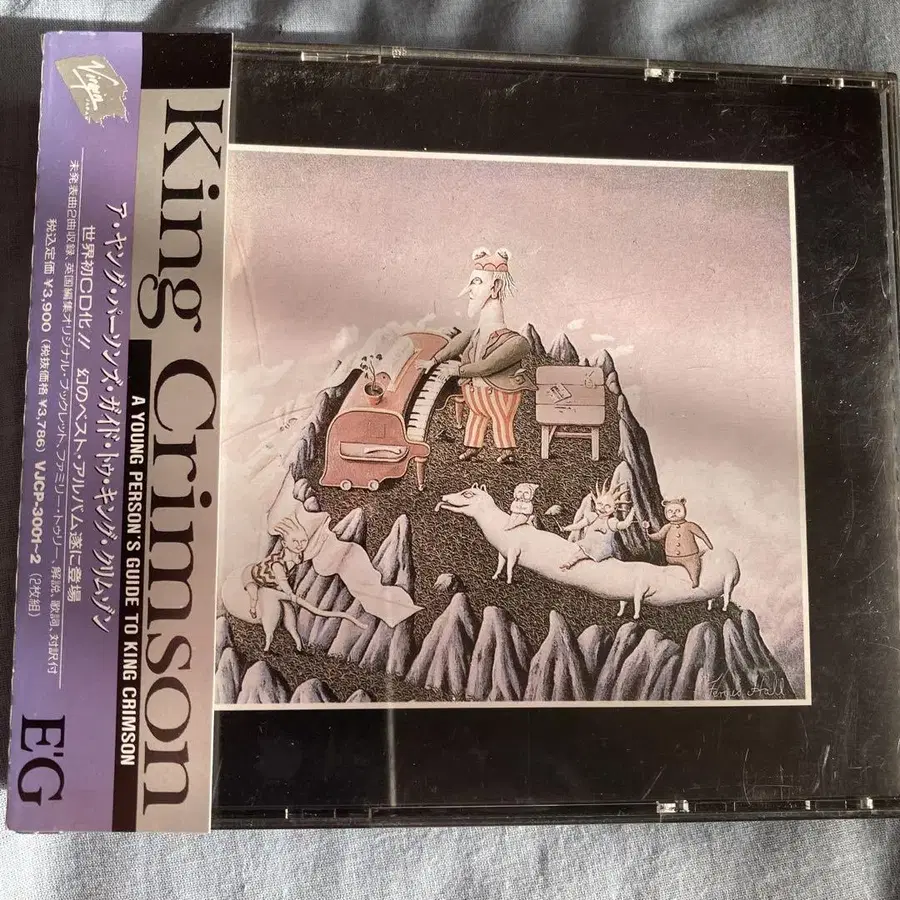 Virgin
King Crimson
A YOUNG PERSON'S GUIDE TO KING CRIMSON
ア・ヤング・パーソンズ・ガイド・トゥ・キング・クリムゾン
世界初CD化!! 幻のベスト・アルバム遂に登場
未発表曲2曲収録、英国編集オリジナル・ブックレット、ファミリー・トゥリー、解説、歌詞、対訳付
税込定価 ¥3,900 (税抜価格 ¥3,786) VJCP-3001~2 (2枚組)
E'G
Fergus Hall